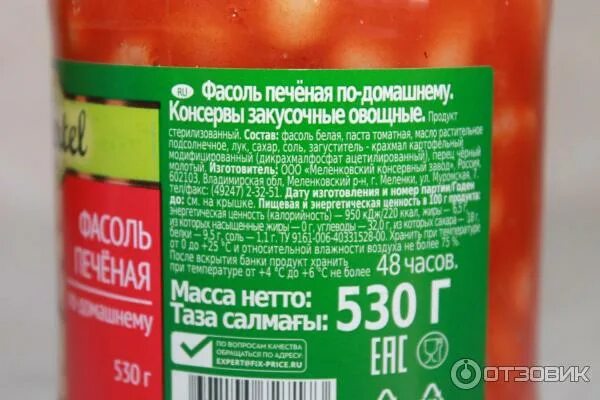 RU Фасоль печёная по-домашнему.
Консервы закусочные овощные. Продукт
стерилизованный. Состав: фасоль белая, паста томатная, масло растительное
подсолнечное, лук, сахар, соль, загуститель - крахмал картофельный
модифицированный (дикрахмалфосфат ацетилированный), перец черный
молотый. Изготовитель: ООО «Меленковский консервный завод», Россия,
602103, Владимирская обл, Меленковский р-н, г. Меленки, ул. Муромская, г.
тел/факс: (49247) 2-32-51. Дата изготовления и номер партии/Годен
до: см. на крышке. Пищевая и энергетическая ценность в 100 г продукта:
энергетическая ценность (калорийность) — 950 кДж/220 ккал, жиры —
из которых насыщенные жиры — 0 г, углеводы — 32,0 г, из которых сахара — 18 г,
белки — 9,5 г, соль — 1,1 г. ТУ 9161-006-40331528-00. Хранить при температуре
от 0 до +25 °С и относительной влажности воздуха не более 75 %.
После вскрытия банки продукт хранить
при температуре от +4 °С до +6 °С не более 48 часов.
Масса нетто:
Таза салмағы: 530 Г
ПО ВОПРОСАМ КАЧЕСТВА
ОБРАЩАТЬСЯ ПО АДРЕСУ:
EXPERT@FIX-PRICE.RU
ЕАС
rtel
ФАСОЛЬ
ПЕЧЁНАЯ
по-домашнему
530 г
ОТЗОВИК